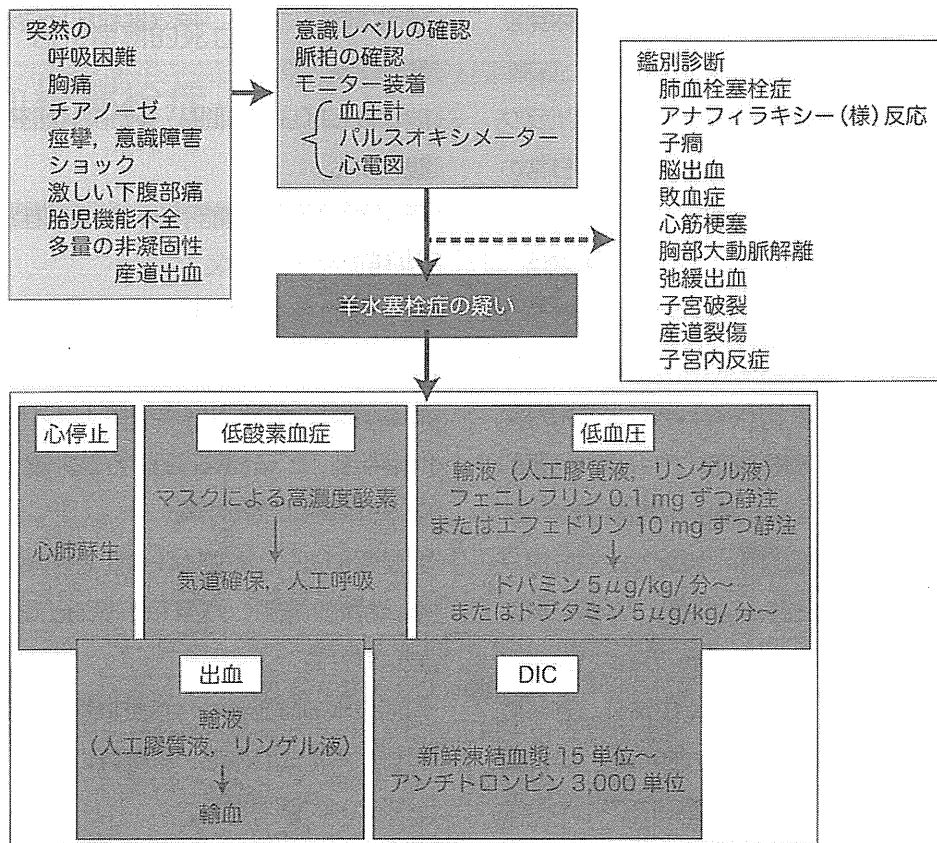 突然の
呼吸困難
胸痛
チアノーゼ
痙攣，意識障害
ショック
激しい下腹部痛
胎児機能不全
多量の非凝固性
産道出血
意識レベルの確認
脈拍の確認
モニター装着
血圧計
パルスオキシメーター
心電図
鑑別診断
肺血栓塞栓症
アナフィラキシー（様）反応
子癇
脳出血
敗血症
心筋梗塞
胸部大動脈解離
弛緩出血
子宮破裂
産道裂傷
子宮内反症
羊水塞栓症の疑い
心停止
心肺蘇生
低酸素血症
マスクによる高濃度酸素
気道確保，人工呼吸
低血圧
輸液（人工膠質液，リンゲル液）
フェニレフリン 0.1 mg ずつ静注
またはエフェドリン 10 mg ずつ静注
ドパミン 5μg/kg/分～
またはドブタミン 5μg/kg/分～
出血
輸液
（人工膠質液，リンゲル液）
輸血
DIC
新鮮凍結血漿 15 単位～
アンチトロンビン 3,000 単位